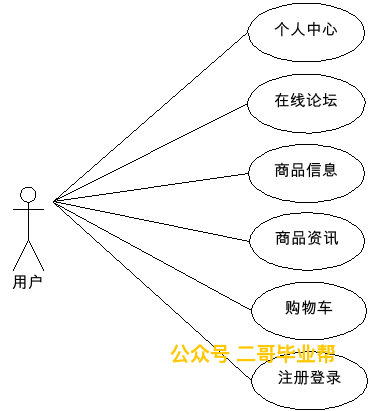 个人中心
在线论坛
商品信息
用户
商品资讯
购物车
公众号 二哥毕业帮
注册登录